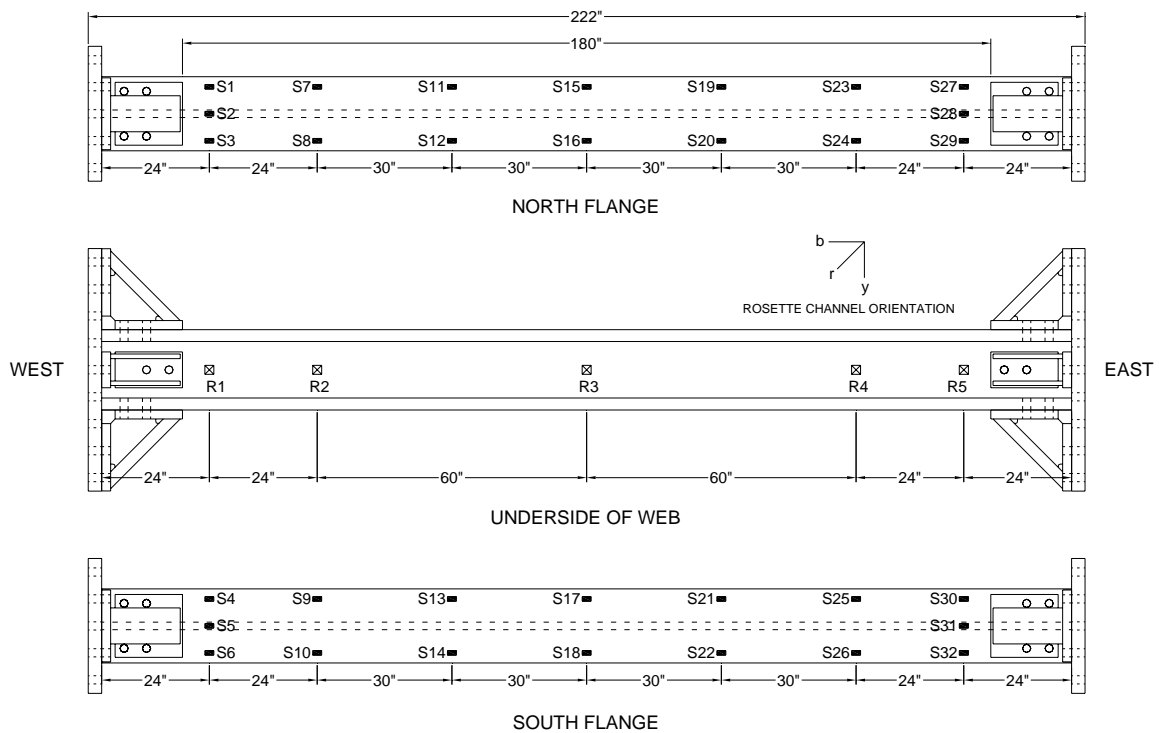 222"
180"
S1 S7 S11 S15 S19 S23 S27
S2 S28
S3 S8 S12 S16 S20 S24 S29
24" 24" 30" 30" 30" 30" 24" 24"
NORTH FLANGE
b
r
y
ROSETTE CHANNEL ORIENTATION
WEST EAST
R1 R2 R3 R4 R5
24" 24" 60" 60" 24" 24"
UNDERSIDE OF WEB
S4 S9 S13 S17 S21 S25 S30
S5 S31
S6 S10 S14 S18 S22 S26 S32
24" 24" 30" 30" 30" 30" 24" 24"
SOUTH FLANGE